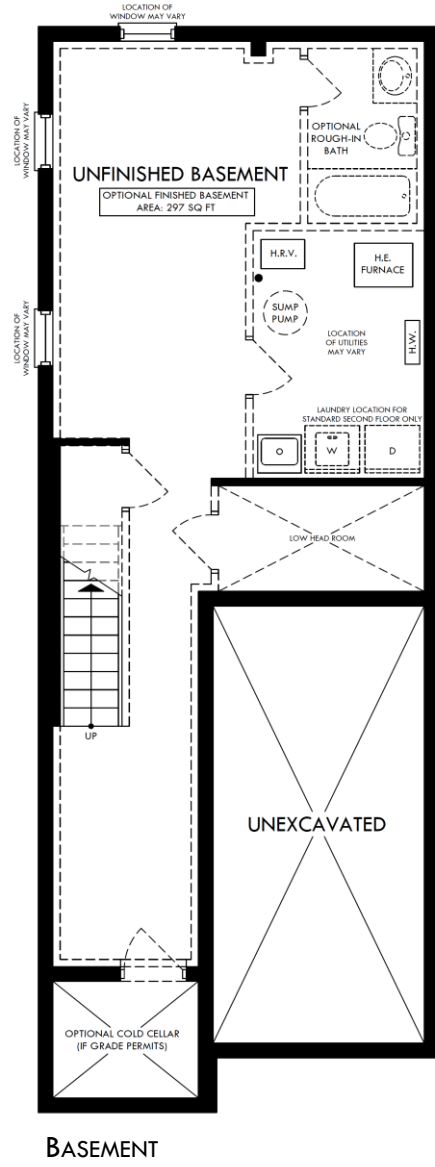 LOCATION OF
WINDOW MAY VARY
LOCATION OF
WINDOW MAY VARY
OPTIONAL
ROUGH-IN
BATH
UNFINISHED BASEMENT
OPTIONAL FINISHED BASEMENT
AREA: 297 SQ FT
H.R.V.
H.E.
FURNACE
SUMP
PUMP
LOCATION OF
WINDOW MAY VARY
LOCATION
OF UTILITIES
MAY VARY
H.W.
LAUNDRY LOCATION FOR
STANDARD SECOND FLOOR ONLY
W
D
LOW HEAD ROOM
UP
UNEXCAVATED
OPTIONAL COLD CELLAR
(IF GRADE PERMITS)
BASEMENT